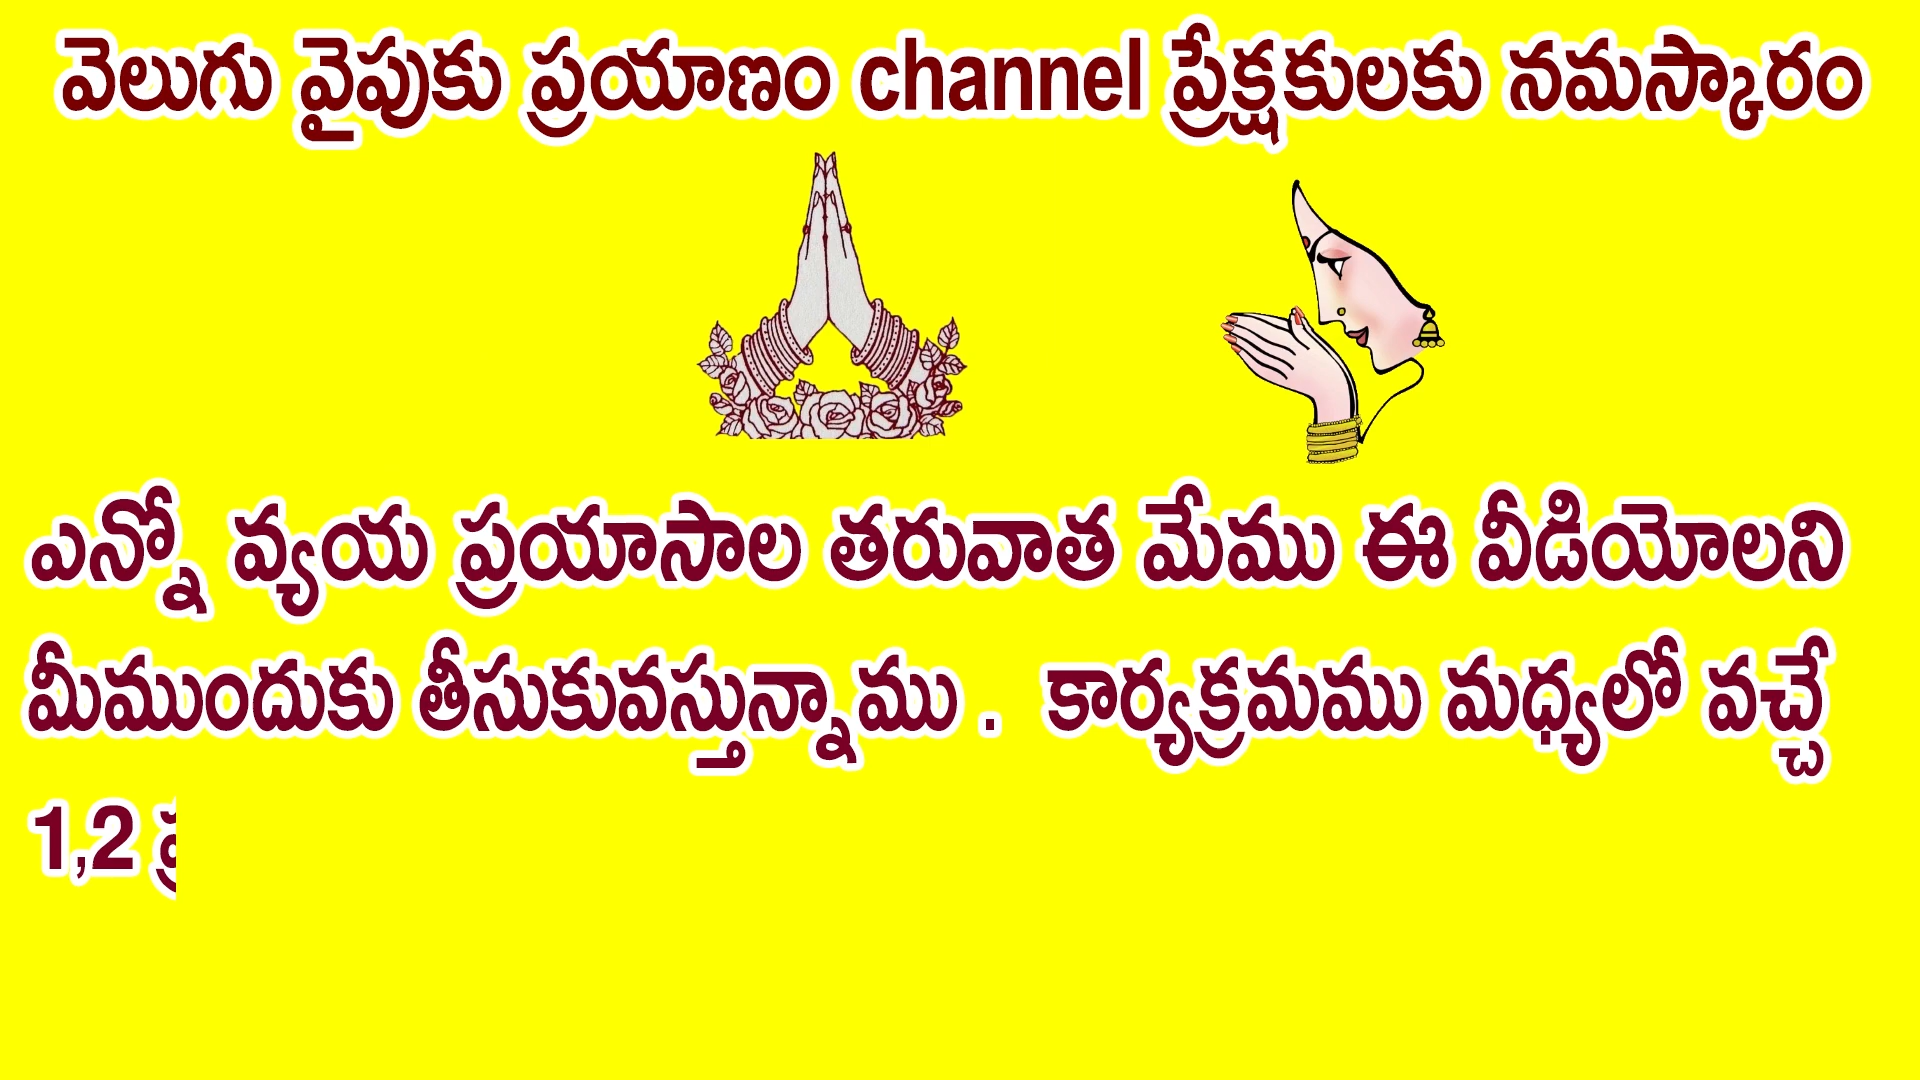 వెలుగు వైపుకు ప్రయాణం channel ప్రేక్షకులకు నమస్కారం
ఎన్నో వ్యయ ప్రయాసాల తరువాత మేము ఈ వీడియోలని
మీముందుకు తీసుకువస్తున్నాము . కార్యక్రమము మధ్యలో వచ్చే
1,2